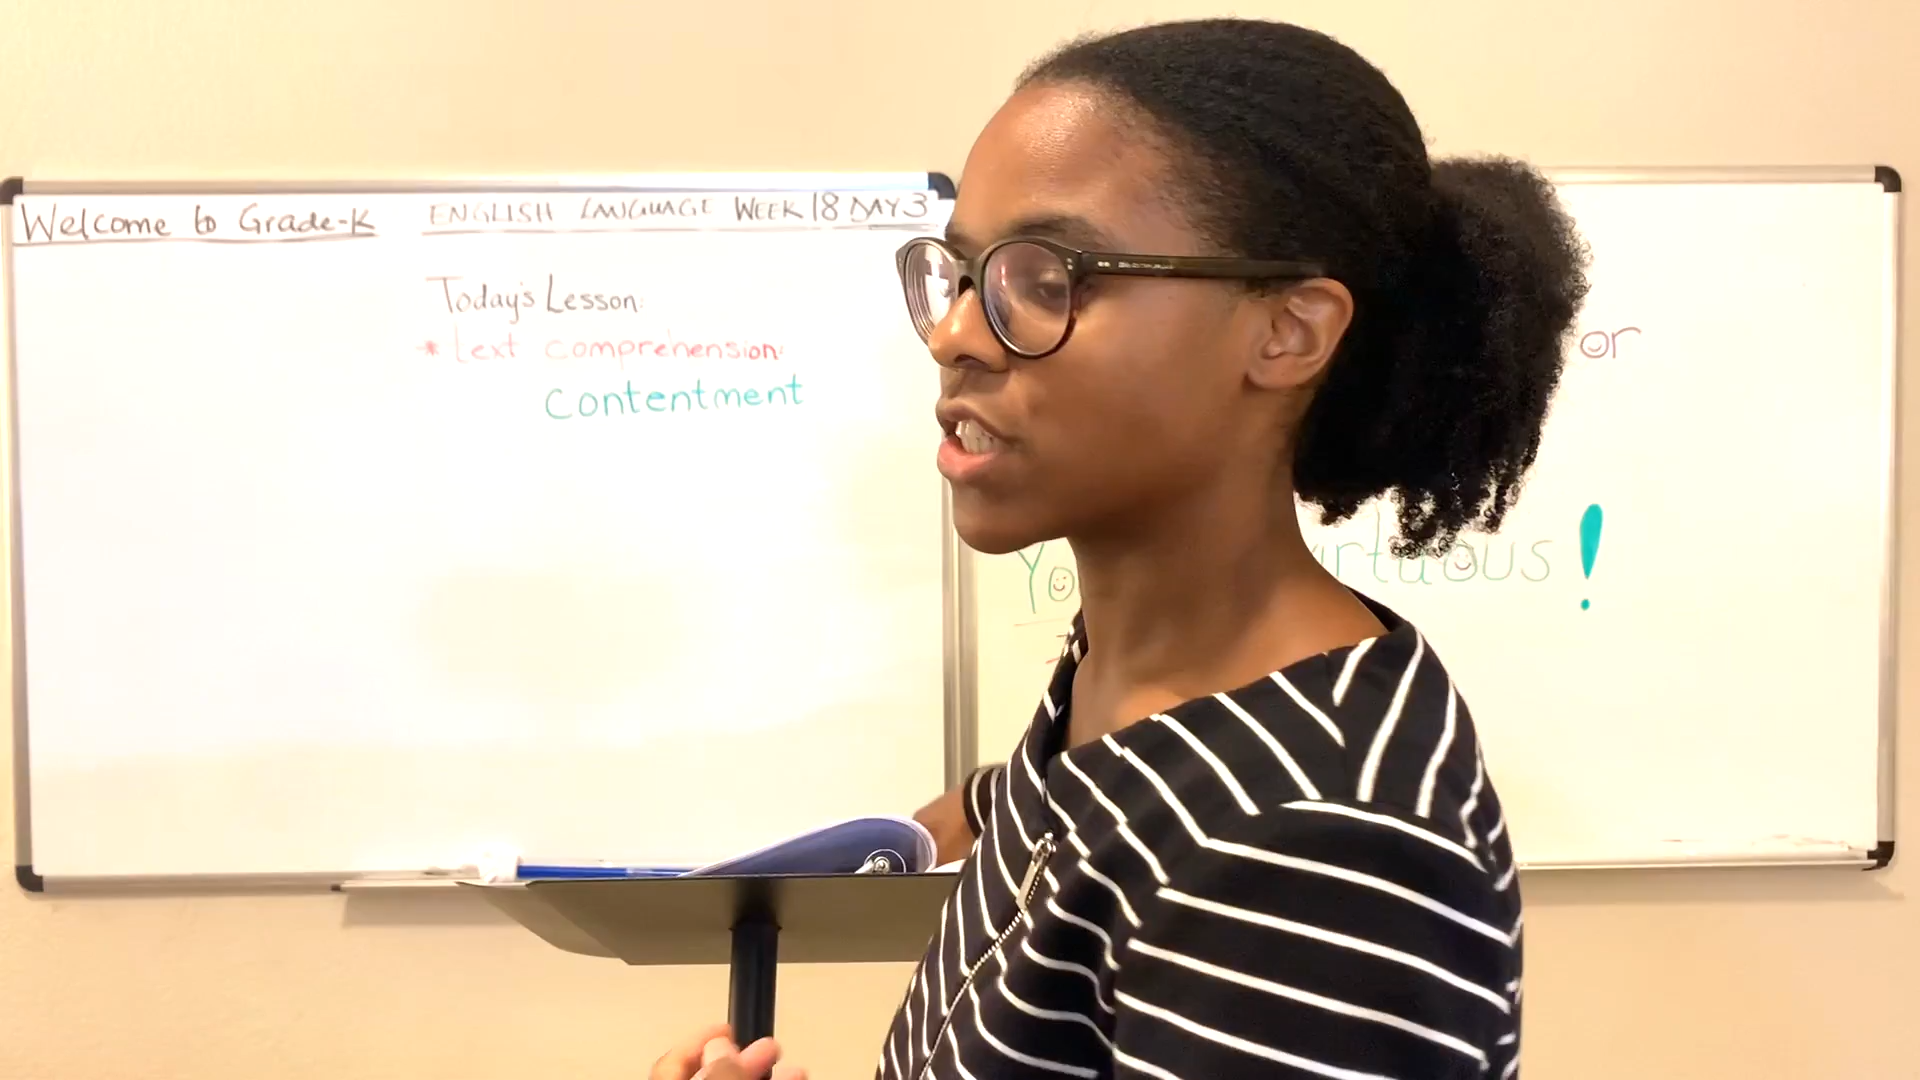 Welcome to Grade-K
ENGLISH LANGUAGE WEEK 18 DAY 3
Today's Lesson:
* text comprehension:
Contentment
or
!